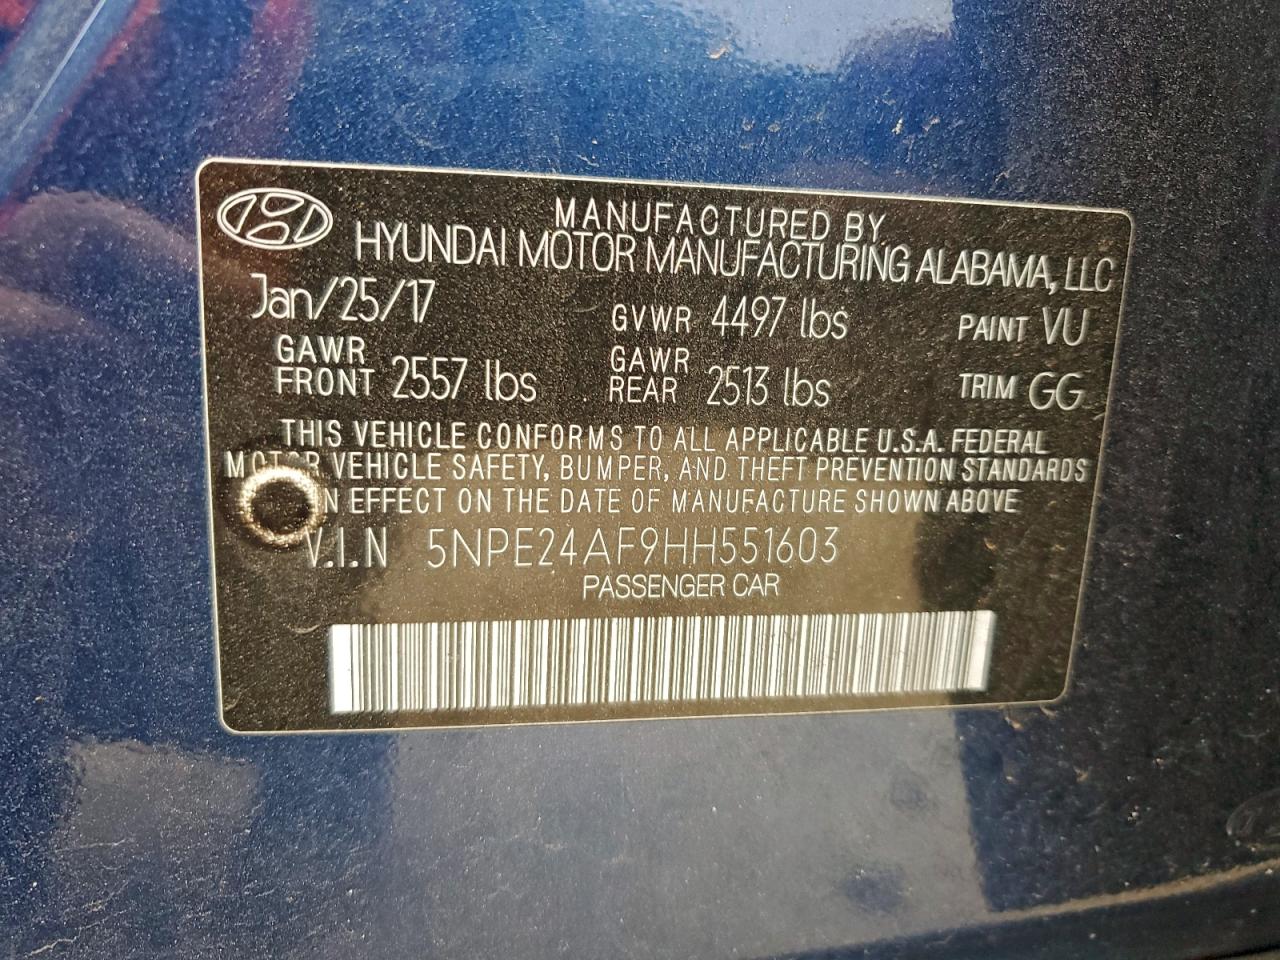 MANUFACTURED BY
HYUNDAI MOTOR MANUFACTURING ALABAMA, LLC
Jan/25/17 GVWR 4497 lbs PAINT VU
GAWR FRONT 2557 lbs GAWR REAR 2513 lbs TRIM GG
THIS VEHICLE CONFORMS TO ALL APPLICABLE U.S.A. FEDERAL
MOTOR VEHICLE SAFETY, BUMPER, AND THEFT PREVENTION STANDARDS
IN EFFECT ON THE DATE OF MANUFACTURE SHOWN ABOVE
V.I.N 5NPE24AF9HH551603
PASSENGER CAR